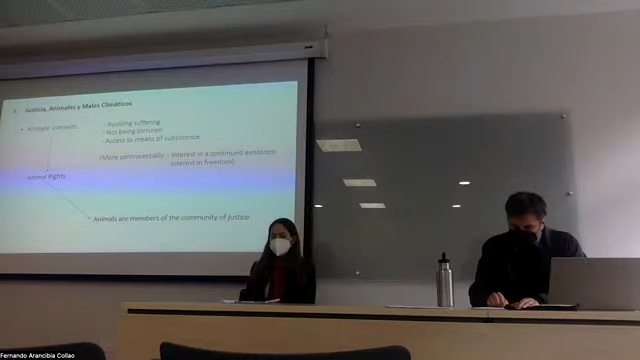 I. Justicia, Animales y Males Climáticos
• Animals' interests
- Avoiding suffering
- Not being tortured
- Access to means of subsistence
(More controversially: - Interest in a continued existence
Interest in freedom)
Animal Rights
Animals are members of the community of justice
Fernando Arancibia Collao